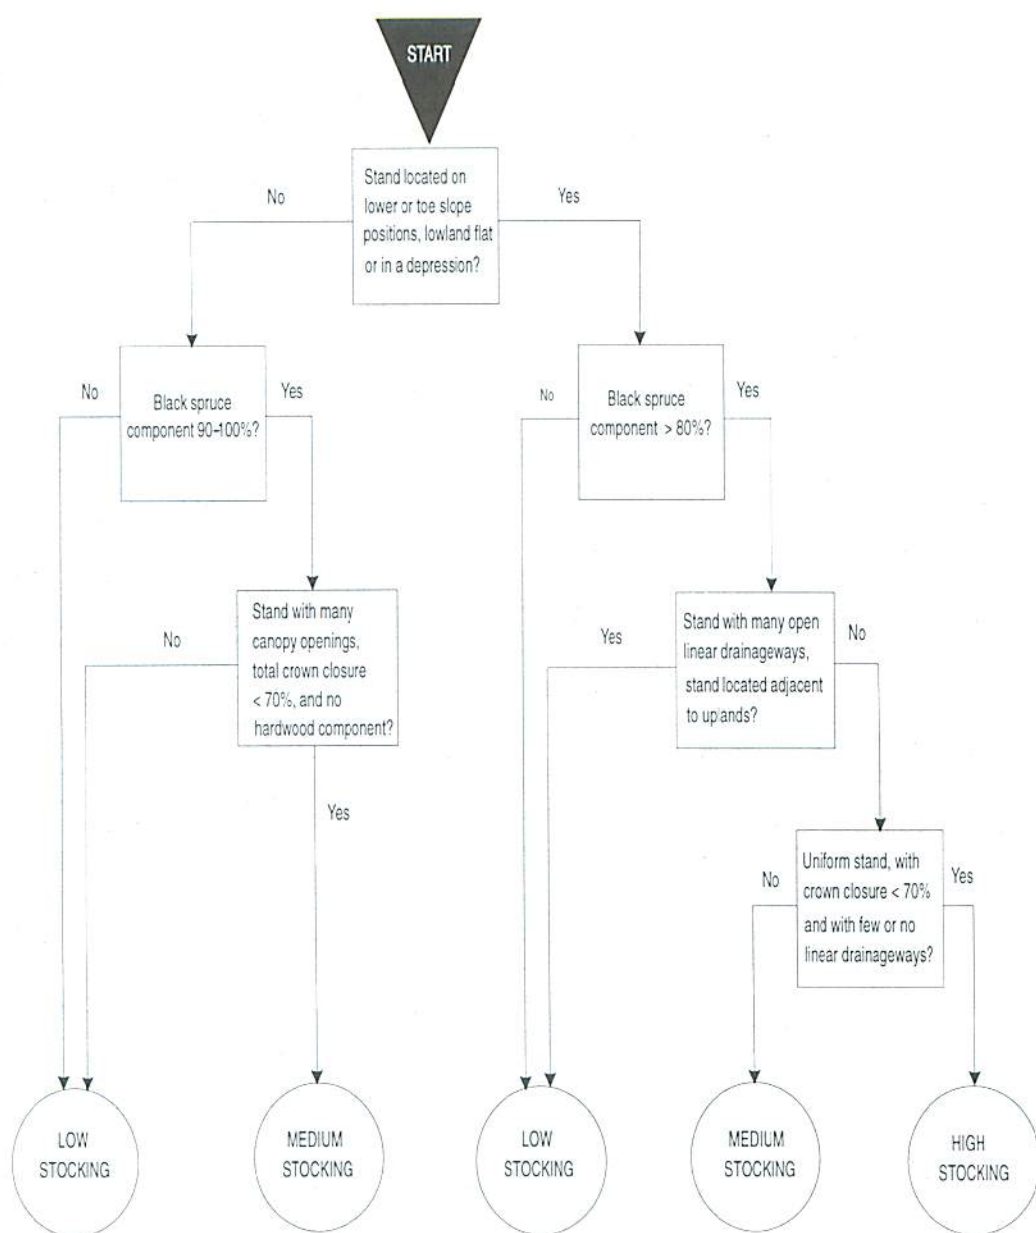 START
Stand located on
lower or toe slope
positions, lowland flat
or in a depression?
No
Yes
Black spruce
component 90–100%?
No
Yes
Black spruce
component > 80%?
No
Yes
Stand with many
canopy openings,
total crown closure
< 70%, and no
hardwood component?
No
Yes
Stand with many open
linear drainageways,
stand located adjacent
to uplands?
Yes
No
Uniform stand, with
crown closure < 70%
and with few or no
linear drainageways?
No
Yes
LOW
STOCKING
MEDIUM
STOCKING
LOW
STOCKING
MEDIUM
STOCKING
HIGH
STOCKING